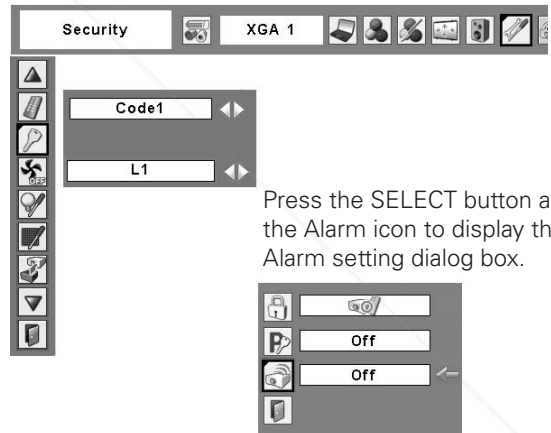 Security
XGA 1
Code1
L1
Press the SELECT button a
the Alarm icon to display th
Alarm setting dialog box.
Off
P Off
Off